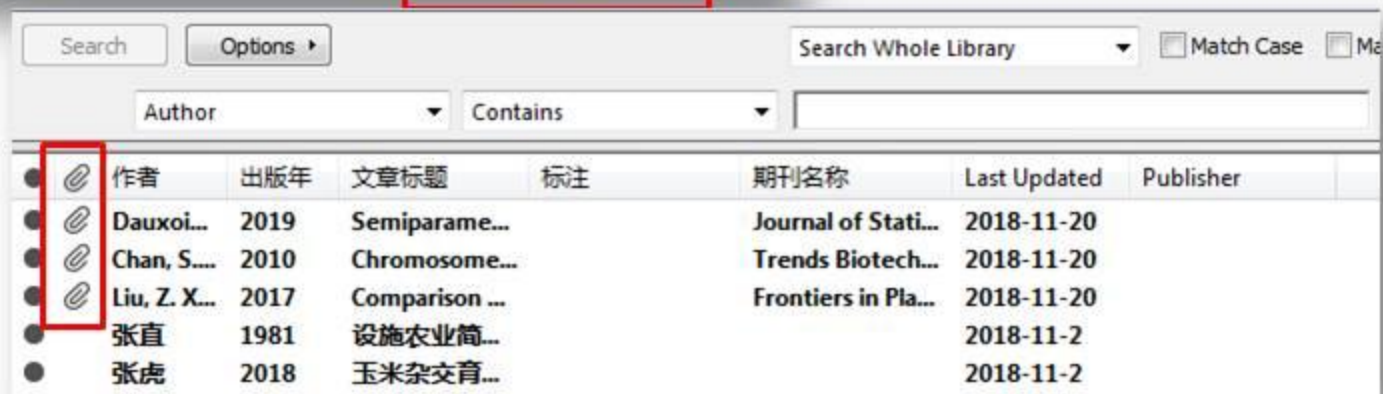 Search Options Search Whole Library Match Case Ma
Author Contains
作者 出版年 文章标题 标注 期刊名称 Last Updated Publisher
Dauxoi... 2019 Semiparame... Journal of Stati... 2018-11-20
Chan, S.... 2010 Chromosome... Trends Biotech... 2018-11-20
Liu, Z. X... 2017 Comparison ... Frontiers in Pla... 2018-11-20
张直 1981 设施农业简... 2018-11-2
张虎 2018 玉米杂交育... 2018-11-2